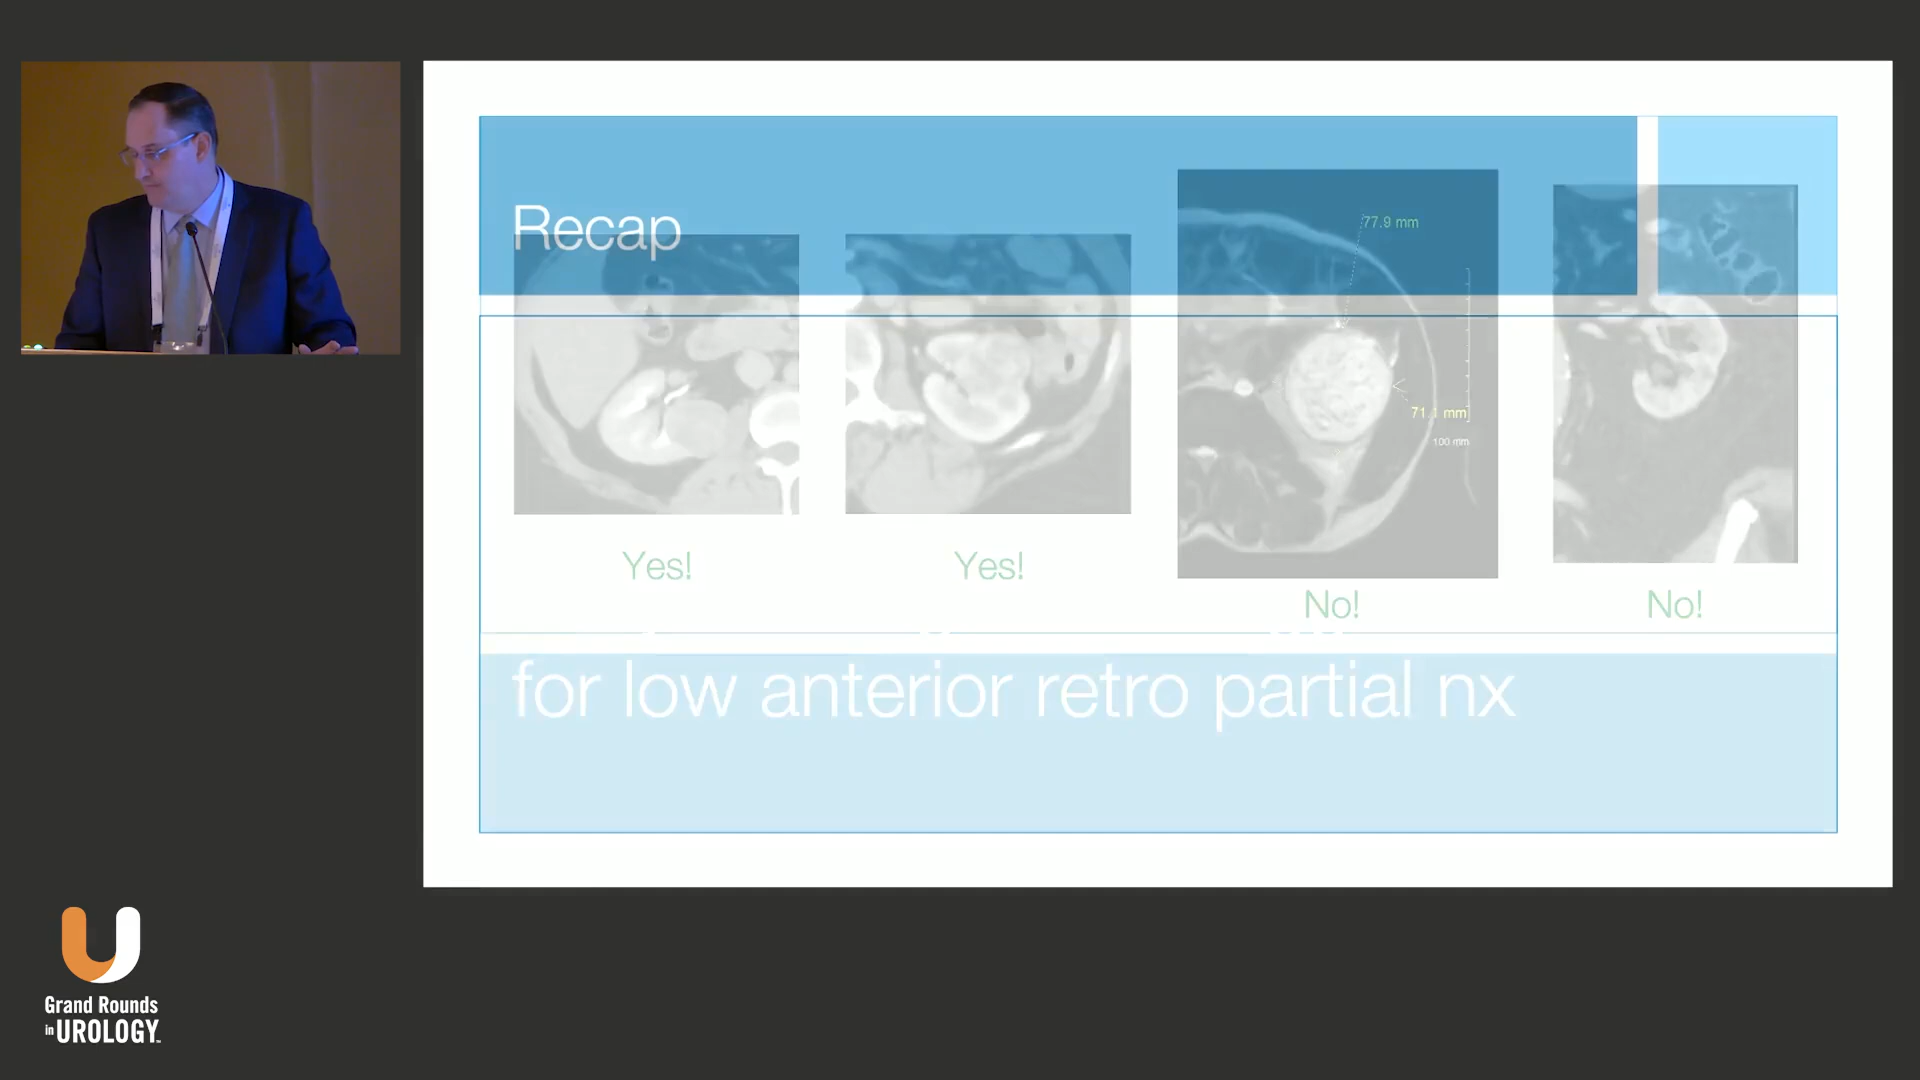 Recap
77.9 mm
71.1 mm
100 mm
Yes!
Yes!
No!
No!
for low anterior retro partial nx
Grand Rounds
in UROLOGY